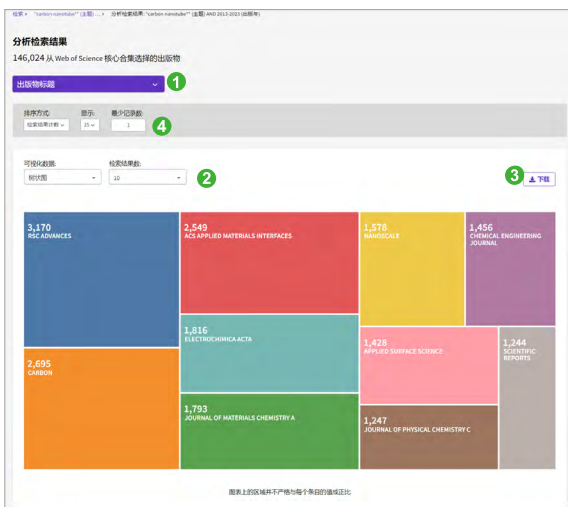 检索 > "carbon nanotube*" (主题) ... > 分析检索结果: "carbon nanotube*" (主题) AND 2013-2023 (出版年)
分析检索结果
146,024 从 Web of Science 核心合集选择的出版物
出版物标题
1
排序方式: 显示: 最少记录数:
检索结果计数 25 1
4
可视化数据: 检索结果数:
树状图 10
2
3
下载
3,170
RSC ADVANCES
2,549
ACS APPLIED MATERIALS INTERFACES
1,578
NANOSCALE
1,456
CHEMICAL ENGINEERING
JOURNAL
1,816
ELECTROCHIMICA ACTA
1,428
APPLIED SURFACE SCIENCE
1,244
SCIENTIFIC
REPORTS
2,695
CARBON
1,793
JOURNAL OF MATERIALS CHEMISTRY A
1,247
JOURNAL OF PHYSICAL CHEMISTRY C
图表上的区域并不严格与每个条目的值成正比